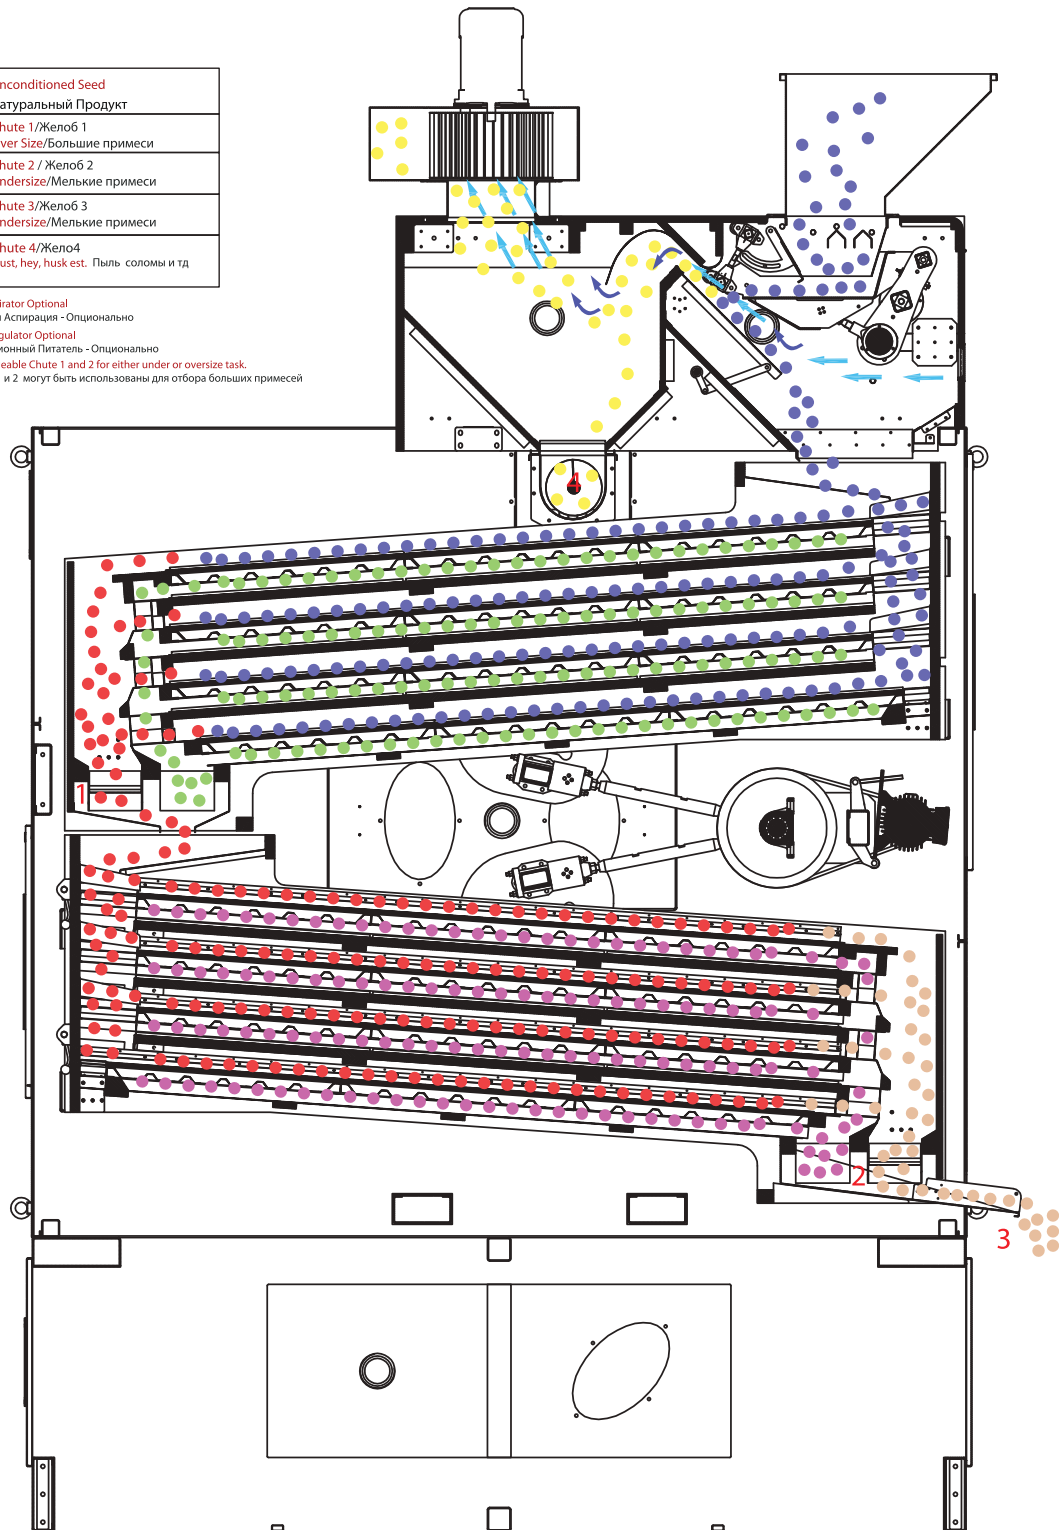 nconditioned Seed
атуральный Продукт
hute 1/Желоб 1
ver Size/Большие примеси
hute 2 / Желоб 2
ndersize/Мелькие примеси
hute 3/Желоб 3
ndersize/Мелькие примеси
hute 4/Жело4
ust, hey, husk est. Пыль соломы и тд
irator Optional
Аспирация - Опционально
gulator Optional
ионный Питатель - Опционально
eable Chute 1 and 2 for either under or oversize task.
и 2 могут быть использованы для отбора больших примесей
4
1
2
3